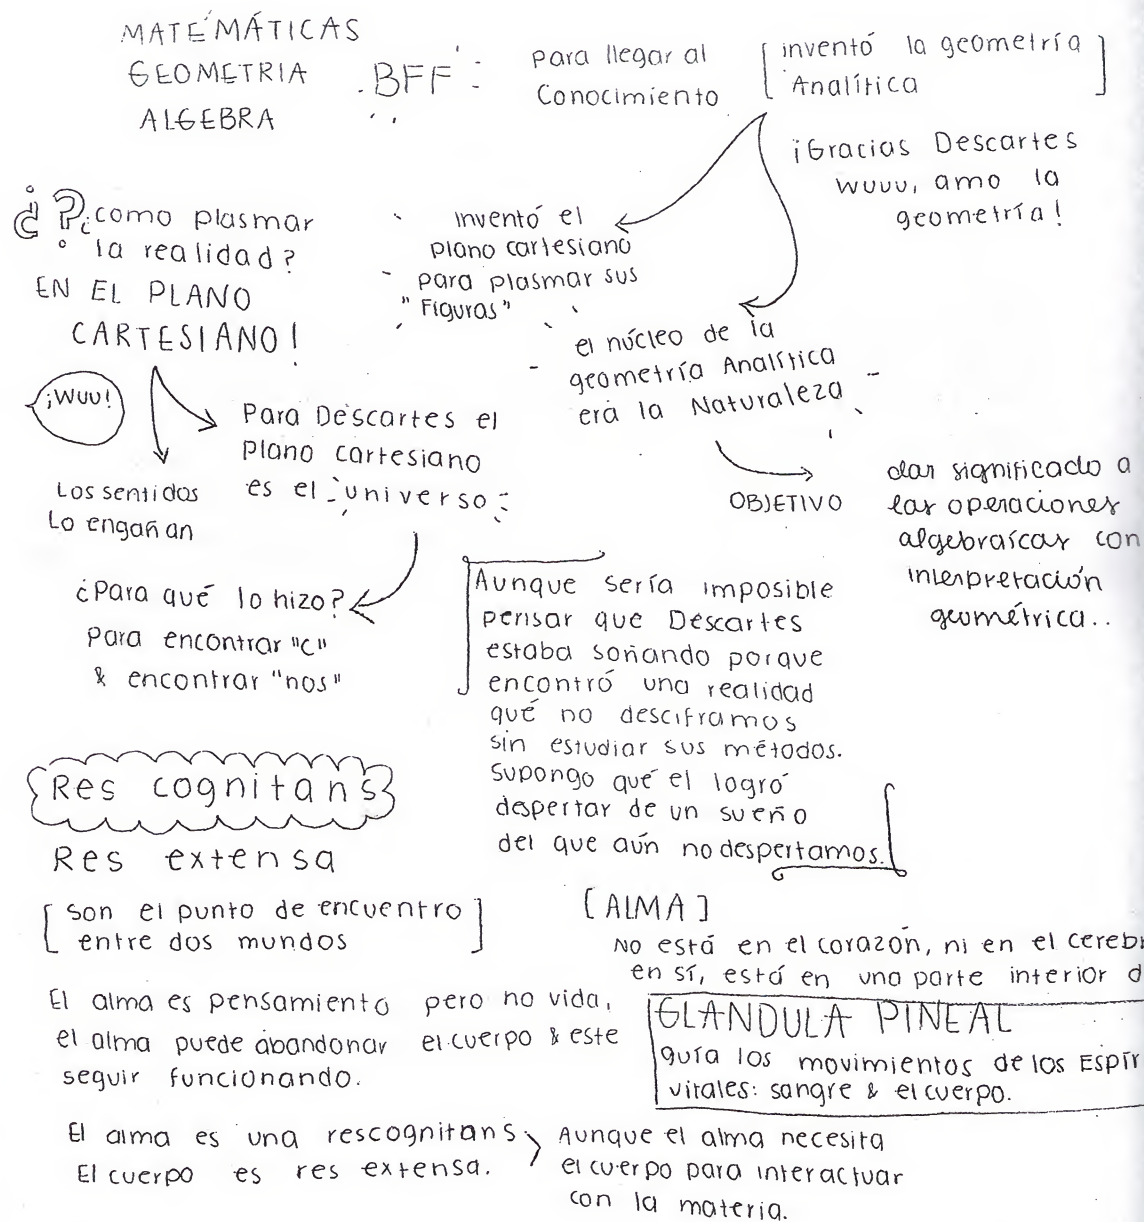 MATEMÁTICAS
GEOMETRIA
ALGEBRA
BFF
para llegar al
Conocimiento
[inventó la geometría
Analítica]
¡Gracias Descartes
wuuu, amo la
geometría!
¿?¿como plasmar
la realidad?
EN EL PLANO
CARTESIANO!
inventó el
plano cartesiano
para plasmar sus
"Figuras"
el núcleo de la
geometría Analítica
era la Naturaleza
¡WUU!
Para Descartes el
Plano cartesiano
es el universo
Los sentidos
Lo engañan
OBJETIVO
dar significado a
las operaciones
algebraícas con
interpretación
geométrica..
¿Para qué lo hizo?
Para encontrar "C"
& encontrar "nos"
Aunque sería imposible
pensar que Descartes
estaba soñando porque
encontró una realidad
qué no desciframos
sin estudiar sus métodos.
Supongo qué el logró
despertar de un sueño
del que aún no despertamos.
Res cognitans
Res extensa
[son el punto de encuentro
entre dos mundos]
[ALMA]
No está en el corazón, ni en el cereb
en sí, está en una parte interior d
GLANDULA PINEAL
guía los movimientos de los Espír
vitales: sangre & el cuerpo.
El alma es pensamiento pero no vida,
el alma puede abandonar el cuerpo & este
seguir funcionando.
El alma es una rescognitans
El cuerpo es res extensa.
Aunque el alma necesita
el cuerpo para interactuar
con la materia.